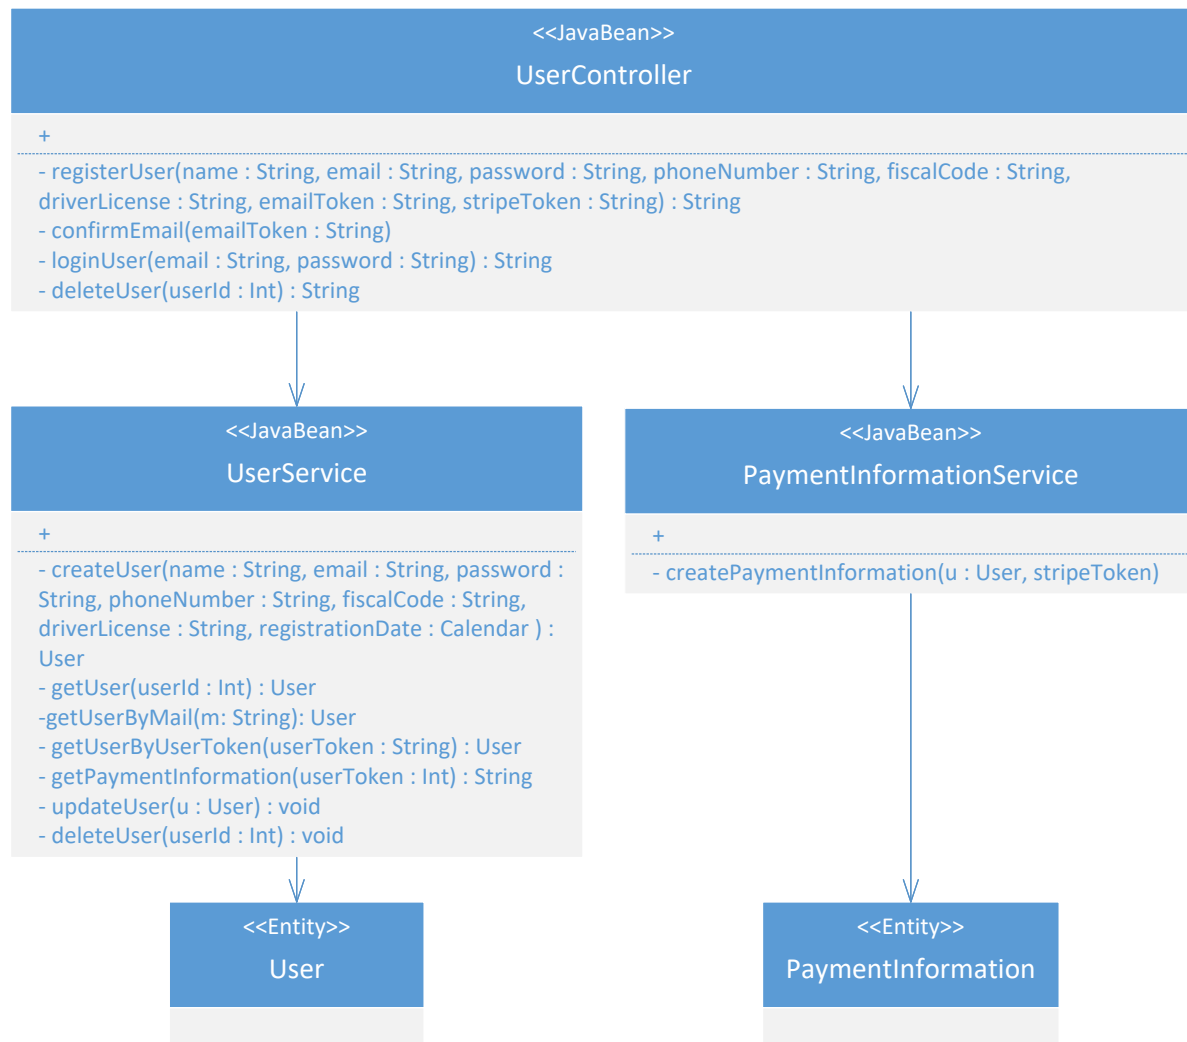 <<JavaBean>>
UserController
+
- registerUser(name : String, email : String, password : String, phoneNumber : String, fiscalCode : String,
driverLicense : String, emailToken : String, stripeToken : String) : String
- confirmEmail(emailToken : String)
- loginUser(email : String, password : String) : String
- deleteUser(userId : Int) : String
<<JavaBean>>
UserService
+
- createUser(name : String, email : String, password :
String, phoneNumber : String, fiscalCode : String,
driverLicense : String, registrationDate : Calendar ) :
User
- getUser(userId : Int) : User
-getUserByMail(m: String): User
- getUserByUserToken(userToken : String) : User
- getPaymentInformation(userToken : Int) : String
- updateUser(u : User) : void
- deleteUser(userId : Int) : void
<<JavaBean>>
PaymentInformationService
+
- createPaymentInformation(u : User, stripeToken)
<<Entity>>
User
<<Entity>>
PaymentInformation